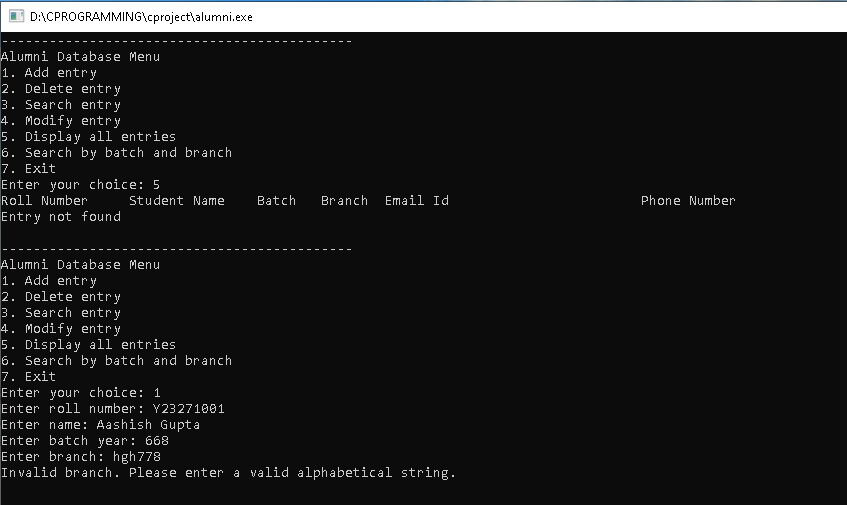 D:\CPROGRAMMING\cproject\alumni.exe
--------------------------------------------
Alumni Database Menu
1. Add entry
2. Delete entry
3. Search entry
4. Modify entry
5. Display all entries
6. Search by batch and branch
7. Exit
Enter your choice: 5
Roll Number     Student Name    Batch   Branch  Email Id                        Phone Number
Entry not found
--------------------------------------------
Alumni Database Menu
1. Add entry
2. Delete entry
3. Search entry
4. Modify entry
5. Display all entries
6. Search by batch and branch
7. Exit
Enter your choice: 1
Enter roll number: Y23271001
Enter name: Aashish Gupta
Enter batch year: 668
Enter branch: hgh778
Invalid branch. Please enter a valid alphabetical string.